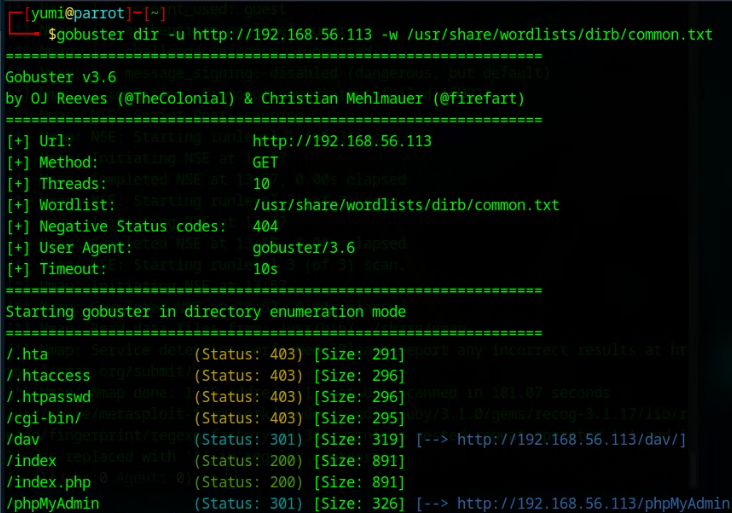 [yumi@parrot]-[~]
$gobuster dir -u http://192.168.56.113 -w /usr/share/wordlists/dirb/common.txt
===============================================================
Gobuster v3.6
by OJ Reeves (@TheColonial) & Christian Mehlmauer (@firefart)
===============================================================
[+] Url: http://192.168.56.113
[+] Method: GET
[+] Threads: 10
[+] Wordlist: /usr/share/wordlists/dirb/common.txt
[+] Negative Status codes: 404
[+] User Agent: gobuster/3.6
[+] Timeout: 10s
===============================================================
Starting gobuster in directory enumeration mode
===============================================================
/.hta (Status: 403) [Size: 291]
/.htaccess (Status: 403) [Size: 296]
/.htpasswd (Status: 403) [Size: 296]
/cgi-bin/ (Status: 403) [Size: 295]
/dav (Status: 301) [Size: 319] [--> http://192.168.56.113/dav/]
/index (Status: 200) [Size: 891]
/index.php (Status: 200) [Size: 891]
/phpMyAdmin (Status: 301) [Size: 326] [--> http://192.168.56.113/phpMyAdmin